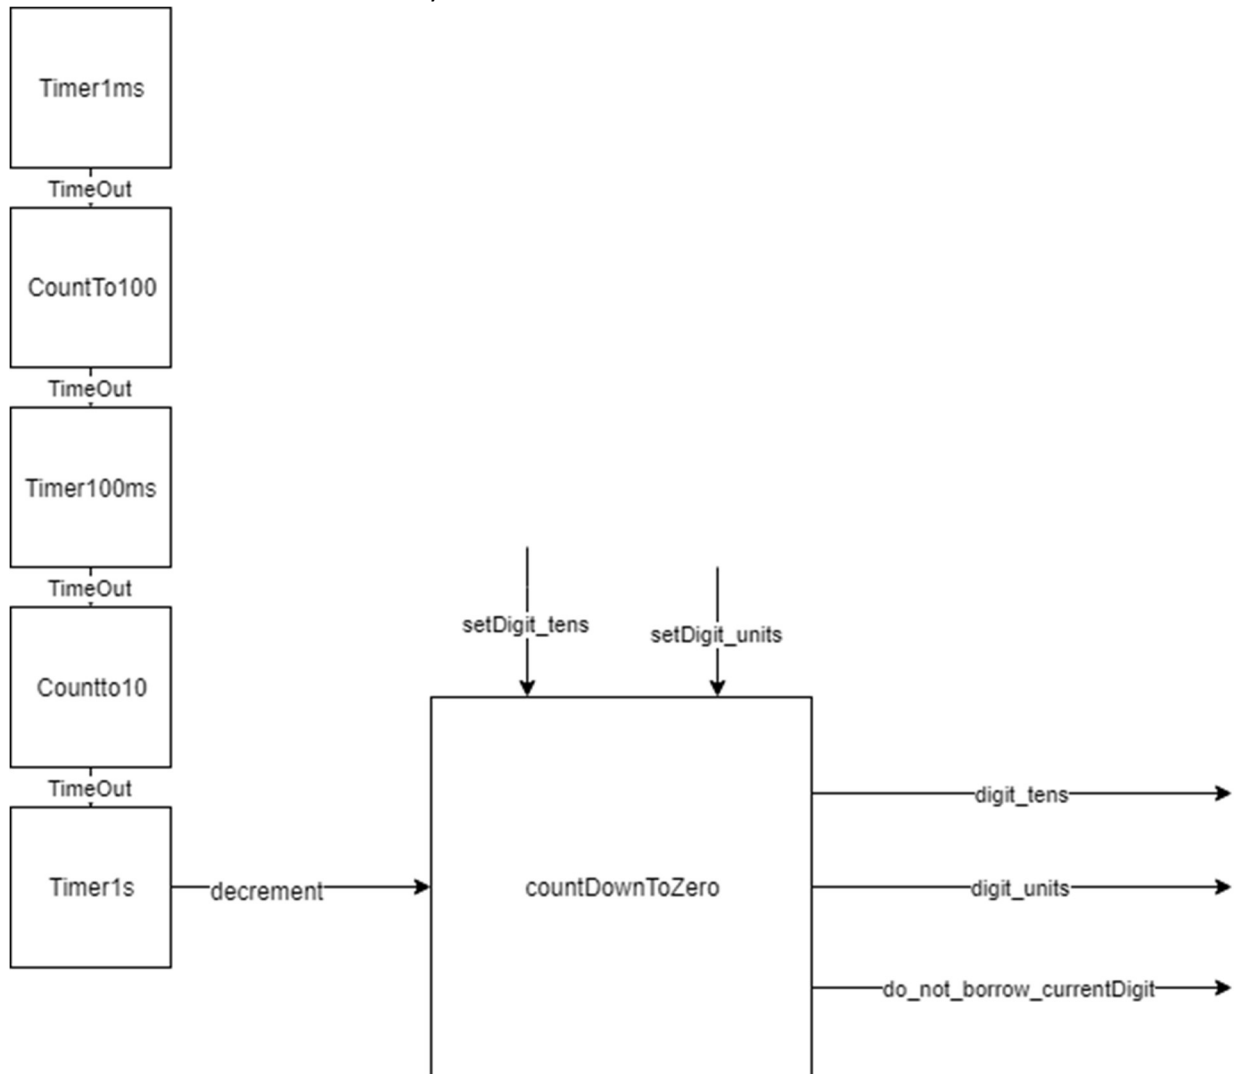 Timer1ms
TimeOut
CountTo100
TimeOut
Timer100ms
TimeOut
Countto10
TimeOut
Timer1s
decrement
setDigit_tens
setDigit_units
countDownToZero
digit_tens
digit_units
do_not_borrow_currentDigit